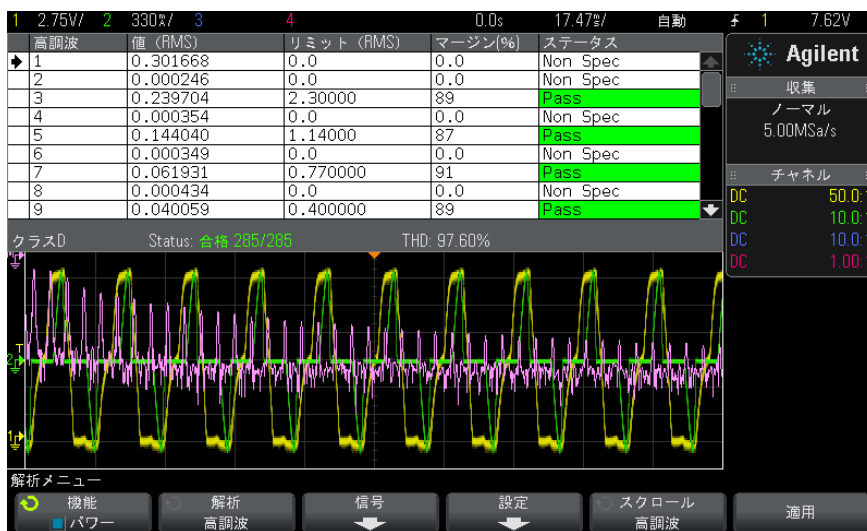 1 2.75V/ 2 330%/ 3 4 0.0s 17.47%/ 自動 1 7.62V
高調波 値 (RMS) リミット (RMS) マージン(%) ステータス
1 0.301668 0.0 0.0 Non Spec
2 0.000246 0.0 0.0 Non Spec
3 0.239704 2.30000 89 Pass
4 0.000354 0.0 0.0 Non Spec
5 0.144040 1.14000 87 Pass
6 0.000349 0.0 0.0 Non Spec
7 0.061931 0.770000 91 Pass
8 0.000434 0.0 0.0 Non Spec
9 0.040059 0.400000 89 Pass
クラスD Status: 合格 285/285 THD: 97.60%
Agilent
収集
ノーマル
5.00MSa/s
チャネル
DC 50.0:
DC 10.0:
DC 10.0:
DC 1.00:
T
2
1
解析メニュー
機能
パワー
解析
高調波
信号
設定
スクロール
高調波
適用